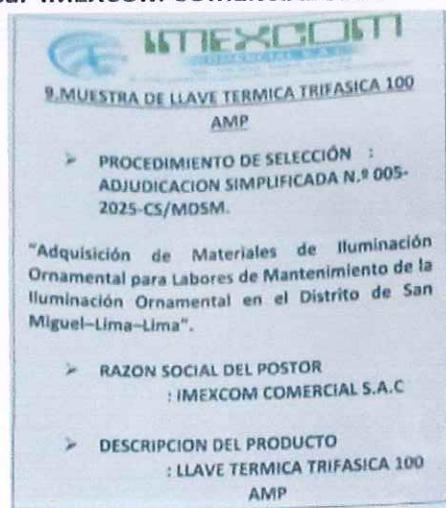 IMEXCOM
COMERCIAL S.A.C
9.MUESTRA DE LLAVE TERMICA TRIFASICA 100
AMP
➢ PROCEDIMIENTO DE SELECCIÓN :
ADJUDICACION SIMPLIFICADA N.º 005-
2025-CS/MDSM.
"Adquisición de Materiales de Iluminación
Ornamental para Labores de Mantenimiento de la
Iluminación Ornamental en el Distrito de San
Miguel–Lima–Lima".
➢ RAZON SOCIAL DEL POSTOR
: IMEXCOM COMERCIAL S.A.C
➢ DESCRIPCION DEL PRODUCTO
: LLAVE TERMICA TRIFASICA 100
AMP